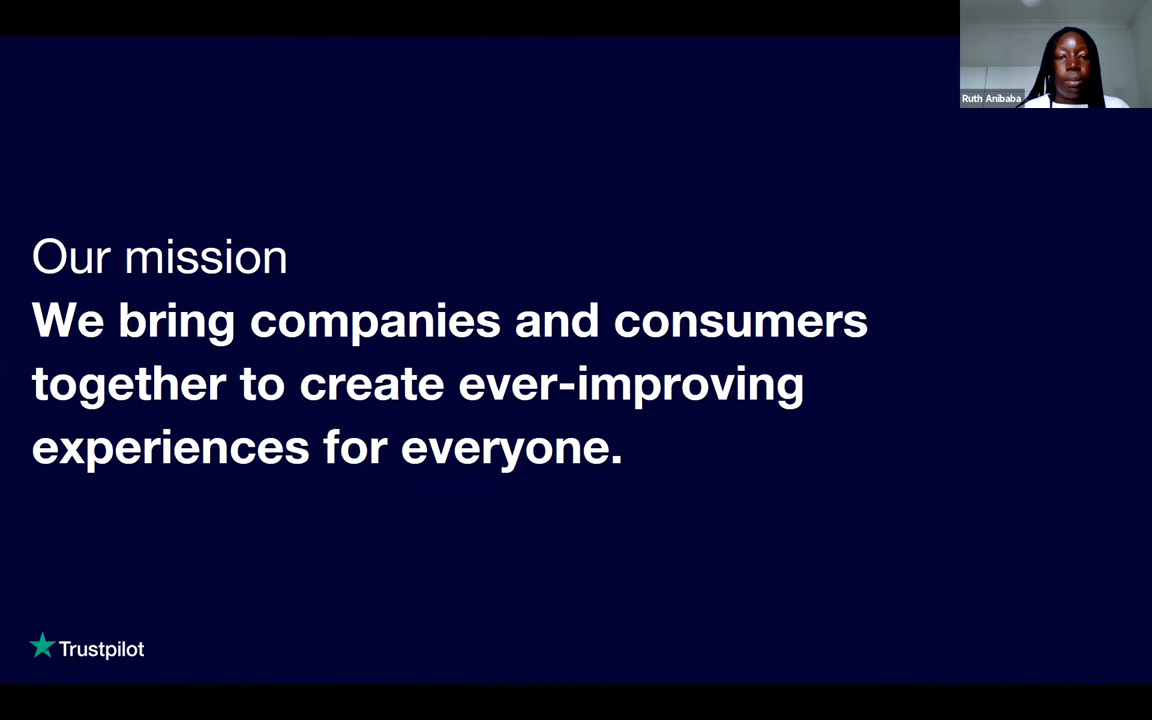 Ruth Anibaba
Our mission
We bring companies and consumers
together to create ever-improving
experiences for everyone.
Trustpilot